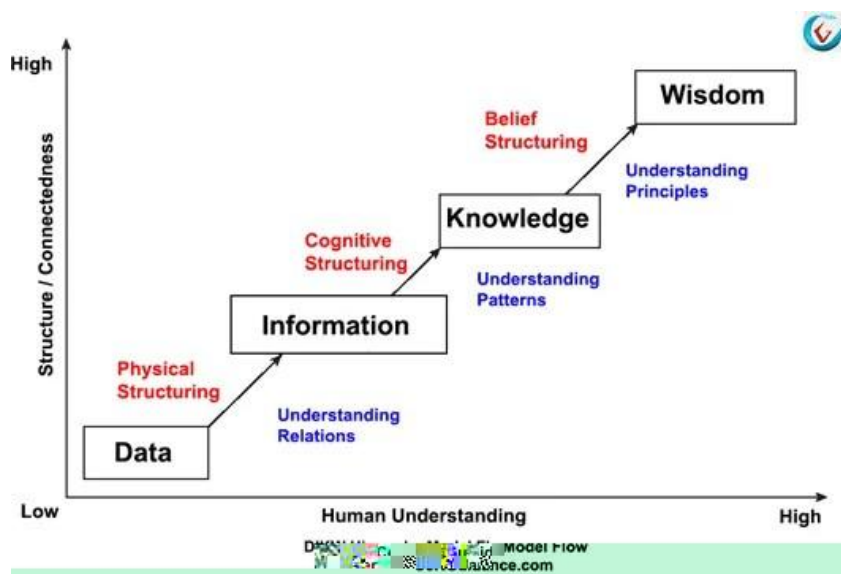 High
Wisdom
Belief
Structuring
Understanding
Principles
Knowledge
Cognitive
Structuring
Understanding
Patterns
Information
Physical
Structuring
Understanding
Relations
Data
Structure / Connectedness
Low
Human Understanding
High
Model Flow